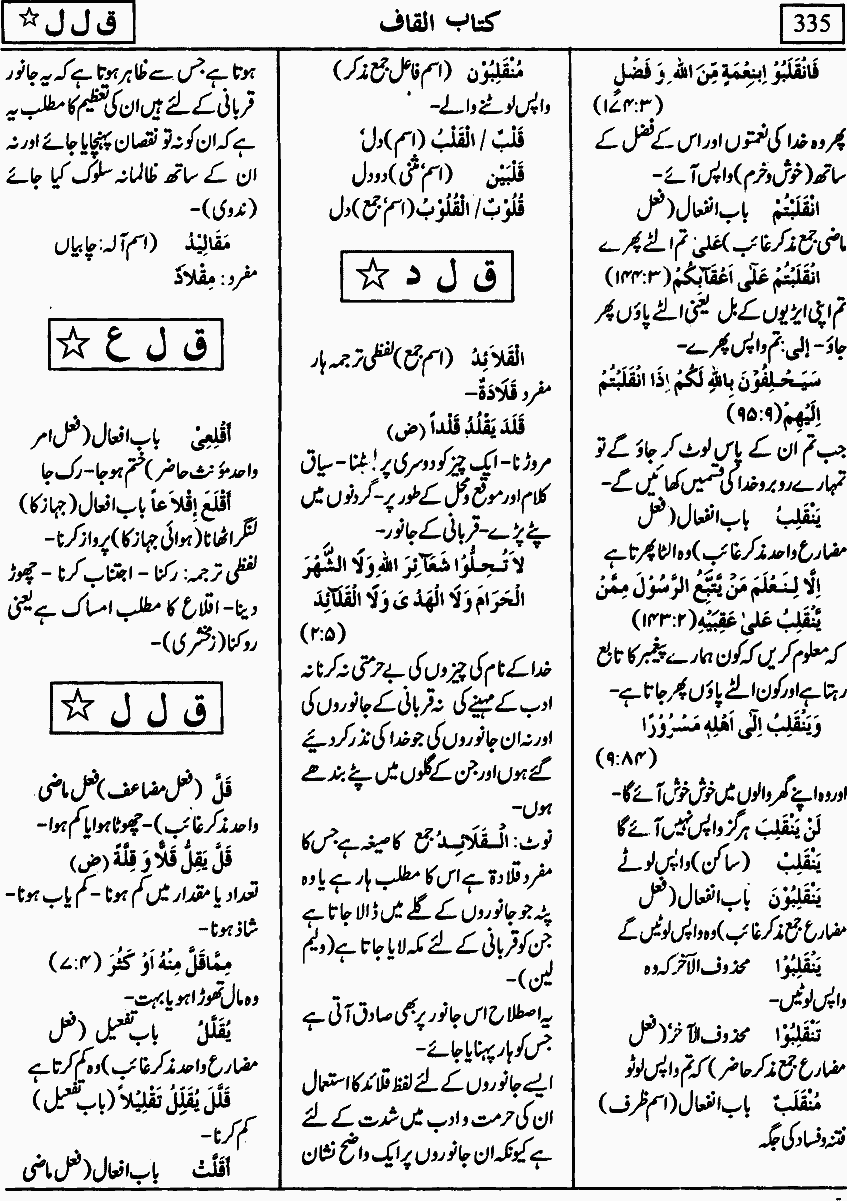 335
کتاب القاف
ق ل ل ☆
فَانْقَلَبُوْ ابِنِعْمَةٍ مِّنَ اللهِ وَ فَضْلٍ
(۱۷۴:۳)
پھر وہ خدا کی نعمتوں اور اس کے فضل کے
ساتھ (خوش وخرم) واپس آئے-
انْقَلَبْتُمْ باب انفعال (فعل
ماضی جمع مذکر غائب) عَلیٰ تم الٹے پھرے
انْقَلَبْتُمْ عَلٰٓى اَعْقَابِكُمْ (۱۴۴:۳)
تم اپنی ایڑیوں کے بل یعنی الٹے پاؤں پھر
جاؤ- اِلیٰ: تم واپس پھرے-
سَيَحْلِفُوْنَ بِاللهِ لَكُمْ اِذَا انْقَلَبْتُمْ
اِلَيْهِمْ (۹۵:۹)
جب تم ان کے پاس لوٹ کر جاؤ گے تو
تمہارے روبرو خدا کی قسمیں کھائیں گے-
يَنْقَلِبُ باب انفعال (فعل
مضارع واحد مذکر غائب) وہ الٹا پھرتا ہے
اِلَّا لِنَعْلَمَ مَنْ يَّتَّبِعُ الرَّسُوْلَ مِمَّنْ
يَّنْقَلِبُ عَلىٰ عَقِبَيْهِ (۱۴۳:۲)
کہ معلوم کریں کہ کون ہمارے پیغمبر کا تابع
رہتا ہے اور کون الٹے پاؤں پھر جاتا ہے-
وَيَنْقَلِبُ اِلٰٓى اَهْلِهٖ مَسْرُوْرًا
(۹:۸۴)
اور وہ اپنے گھر والوں میں خوش خوش آئے گا-
لَنْ يَنْقَلِبَ ہرگز واپس نہیں آئے گا
يَنْقَلِبْ (ساکن) واپس لوٹے
يَنْقَلِبُوْنَ باب انفعال (فعل
مضارع جمع مذکر غائب) وہ واپس لوٹیں گے
يَنْقَلِبُوْا محذوف الآخر کہ وہ
واپس لوٹیں-
تَنْقَلِبُوْا محذوف الآخر' (فعل
مضارع جمع مذکر حاضر) کہ تم واپس لوٹو
مُنْقَلَبٌ باب انفعال (اسم ظرف)
فتنہ وفساد کی جگہ
مُنْقَلِبُوْن (اسم فاعل جمع مذکر)
واپس لوٹنے والے-
قَلْبٌ / الْقَلْبُ (اسم) دل'
قَلْبَيْن (اسم' مثنیٰ) دو دل
قُلُوْبٌ / الْقُلُوْبُ (اسم' جمع) دل
ق ل د ☆
الْقَلَائِدُ (اسم جمع) لفظی ترجمہ ہار
مفرد قَلَادَةٌ-
قَلَدَ يَقْلُدُ قَلْداً (ض)
مروڑنا- ایک چیز کو دوسری پر! بٹنا- سیاق
کلام اور موقع ومحل کے طور پر- گردنوں میں
پٹے پڑے- قربانی کے جانور-
لَا تُحِلُّوْا شَعَآئِرَ اللهِ وَلَا الشَّهْرَ
الْحَرَامَ وَلَا الْهَدْىَ وَلَا الْقَلَآئِدَ
(۲:۵)
خدا کے نام کی چیزوں کی بے حرمتی نہ کرنا نہ
ادب کے مہینے کی نہ قربانی کے جانوروں کی
اور نہ ان جانوروں کی جو خدا کی نذر کردیئے
گئے ہوں اور جن کے گلوں میں پٹے بندھے
ہوں-
نوٹ: الْقَلَائِدُ جمع کا صیغہ ہے جس کا
مفرد قلادۃ ہے اس کا مطلب ہار ہے یا وہ
پٹہ جو جانوروں کے گلے میں ڈالا جاتا ہے
جن کو قربانی کے لئے مکہ لایا جاتا ہے (ولیم
لین)-
یہ اصطلاح اس جانور پر بھی صادق آتی ہے
جس کو ہار پہنایا جائے-
ایسے جانوروں کے لئے لفظ قلائد کا استعمال
ان کی حرمت و ادب میں شدت کے لئے
ہے کیونکہ ان جانوروں پر ایک واضح نشان
ہوتا ہے جس سے ظاہر ہوتا ہے کہ یہ جانور
قربانی کے لئے ہیں ان کی تعظیم کا مطلب یہ
ہے کہ ان کو نہ تو نقصان پہنچایا جائے اور نہ
ان کے ساتھ ظالمانہ سلوک کیا جائے
(ندوی)-
مَقَالِيْدُ (اسم آلہ: چابیاں
مفرد: مِقْلَادٌ
ق ل ع ☆
اَقْلِعِىْ باب افعال (فعل امر
واحد مؤنث حاضر) ختم ہو جا- رک جا
اَقْلَعَ اِقْلَاعاً باب افعال (جہاز کا)
لنگر اٹھانا (ہوائی جہاز کا) پرواز کرنا-
لفظی ترجمہ: رکنا- اجتناب کرنا- چھوڑ
دینا- اقلاع کا مطلب امساک ہے یعنی
روکنا (زمخشری)-
ق ل ل ☆
قَلَّ (فعل مضاعف) فعل ماضی
واحد مذکر غائب)- چھوٹا ہوا یا کم ہوا-
قَلَّ يَقِلُّ قَلًّا وَ قِلَّةً (ض)
تعداد یا مقدار میں کم ہونا- کم یاب ہونا-
شاذ ہونا-
مِمَّا قَلَّ مِنْهُ اَوْ كَثُرَ (۷:۴)
وہ مال تھوڑا ہو یا بہت-
يُقَلِّلُ باب تفعیل (فعل
مضارع واحد مذکر غائب) وہ کم کرتا ہے
قَلَّلَ يُقَلِّلُ تَقْلِيْلاً (باب تفعیل)
کم کرنا-
اَقَلَّتْ باب افعال (فعل ماضی